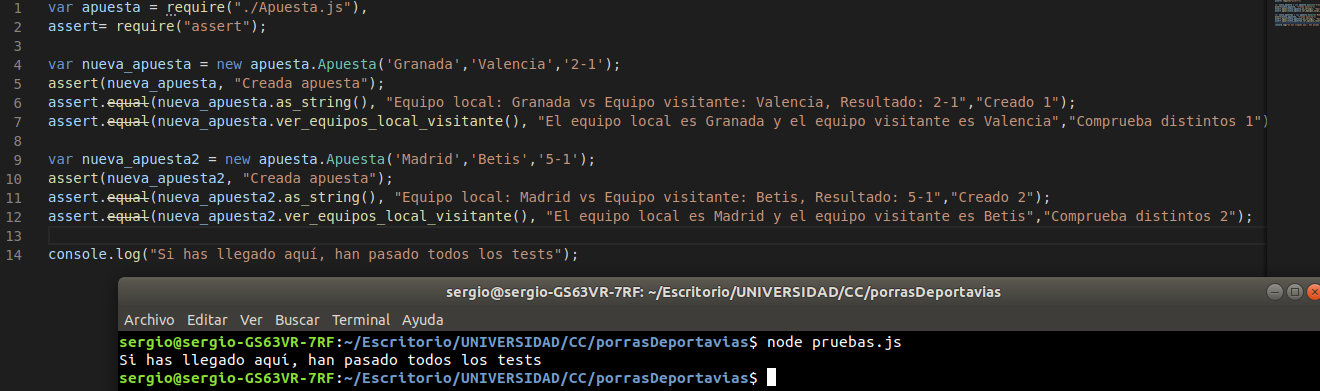 1 var apuesta = require("./Apuesta.js"),
2 assert= require("assert");
3
4 var nueva_apuesta = new apuesta.Apuesta('Granada','Valencia','2-1');
5 assert(nueva_apuesta, "Creada apuesta");
6 assert.equal(nueva_apuesta.as_string(), "Equipo local: Granada vs Equipo visitante: Valencia, Resultado: 2-1","Creado 1");
7 assert.equal(nueva_apuesta.ver_equipos_local_visitante(), "El equipo local es Granada y el equipo visitante es Valencia","Comprueba distintos 1")
8
9 var nueva_apuesta2 = new apuesta.Apuesta('Madrid','Betis','5-1');
10 assert(nueva_apuesta2, "Creada apuesta");
11 assert.equal(nueva_apuesta2.as_string(), "Equipo local: Madrid vs Equipo visitante: Betis, Resultado: 5-1","Creado 2");
12 assert.equal(nueva_apuesta2.ver_equipos_local_visitante(), "El equipo local es Madrid y el equipo visitante es Betis","Comprueba distintos 2");
13
14 console.log("Si has llegado aquí, han pasado todos los tests");
sergio@sergio-GS63VR-7RF: ~/Escritorio/UNIVERSIDAD/CC/porrasDeportavias
Archivo Editar Ver Buscar Terminal Ayuda
sergio@sergio-GS63VR-7RF:~/Escritorio/UNIVERSIDAD/CC/porrasDeportavias$ node pruebas.js
Si has llegado aquí, han pasado todos los tests
sergio@sergio-GS63VR-7RF:~/Escritorio/UNIVERSIDAD/CC/porrasDeportavias$